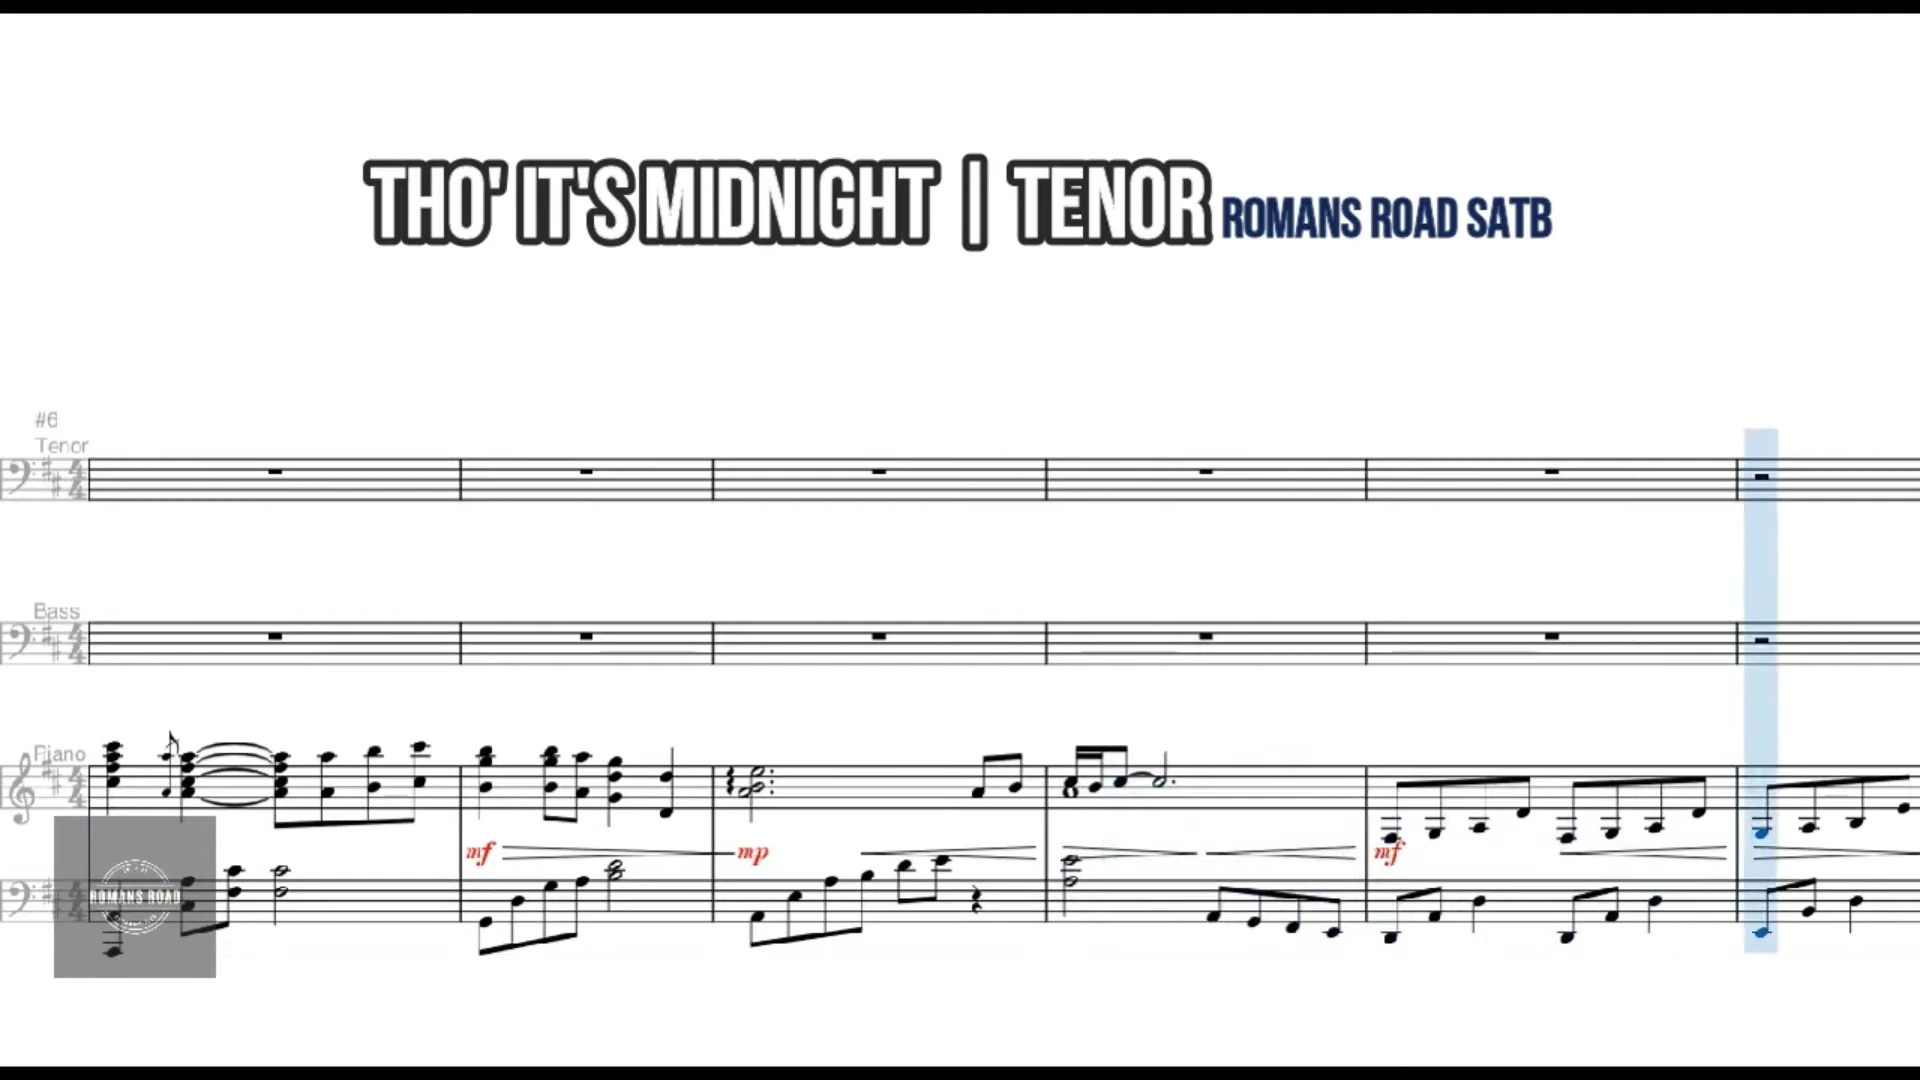 THO' IT'S MIDNIGHT | TENOR ROMANS ROAD SATB
#6
Tenor
Bass
Piano
mf
mp
mf
ROMANS ROAD